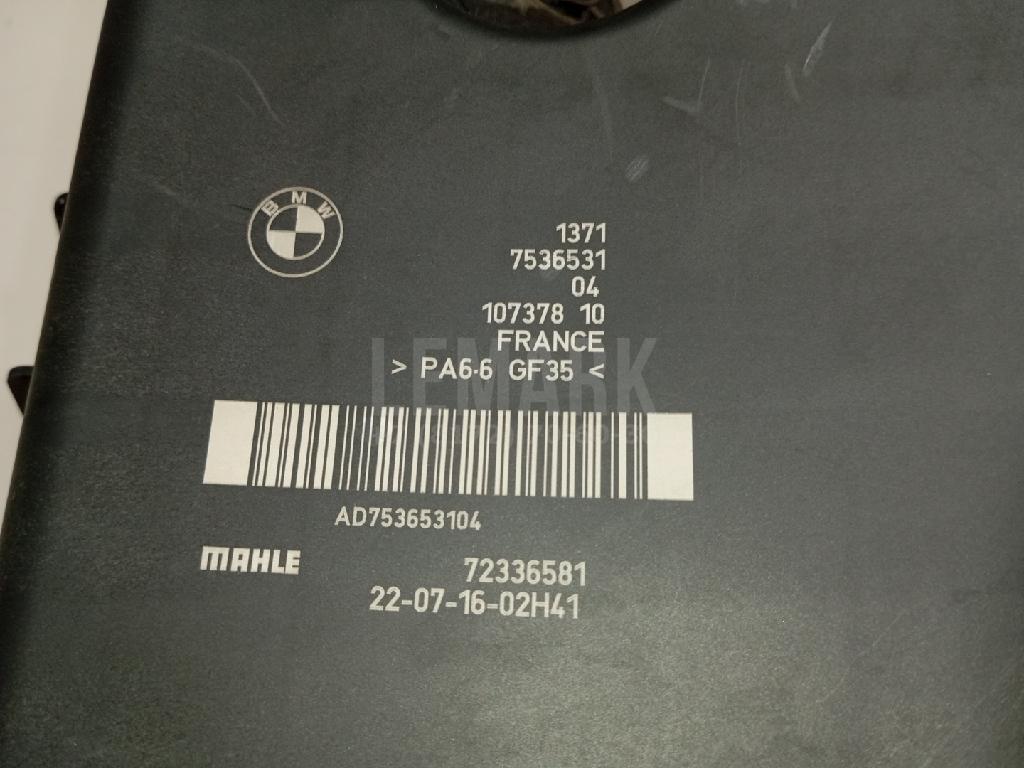 BMW
1371
7536531
04
107378 10
FRANCE
> PA6-6 GF35 <
LEMARK
AD753653104
MAHLE
72336581
22-07-16-02H41